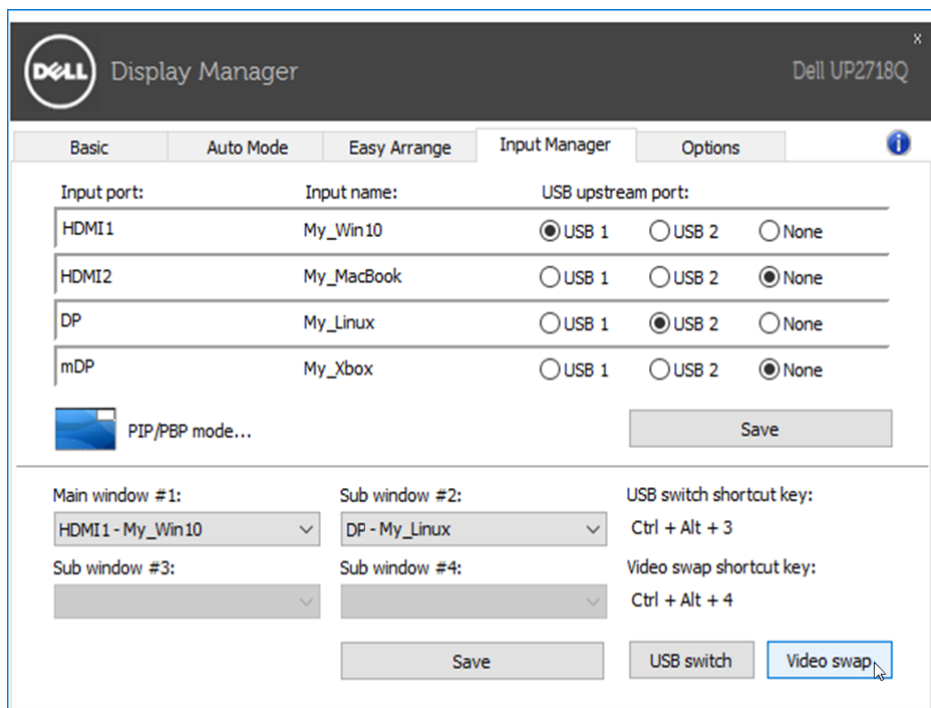 DELL Display Manager Dell UP2718Q x
Basic Auto Mode Easy Arrange Input Manager Options i
Input port: Input name: USB upstream port:
HDMI1 My_Win10 USB 1 USB 2 None
HDMI2 My_MacBook USB 1 USB 2 None
DP My_Linux USB 1 USB 2 None
mDP My_Xbox USB 1 USB 2 None
PIP/PBP mode... Save
Main window #1: Sub window #2: USB switch shortcut key:
HDMI1 - My_Win10 DP - My_Linux Ctrl + Alt + 3
Sub window #3: Sub window #4: Video swap shortcut key:
Ctrl + Alt + 4
Save USB switch Video swap